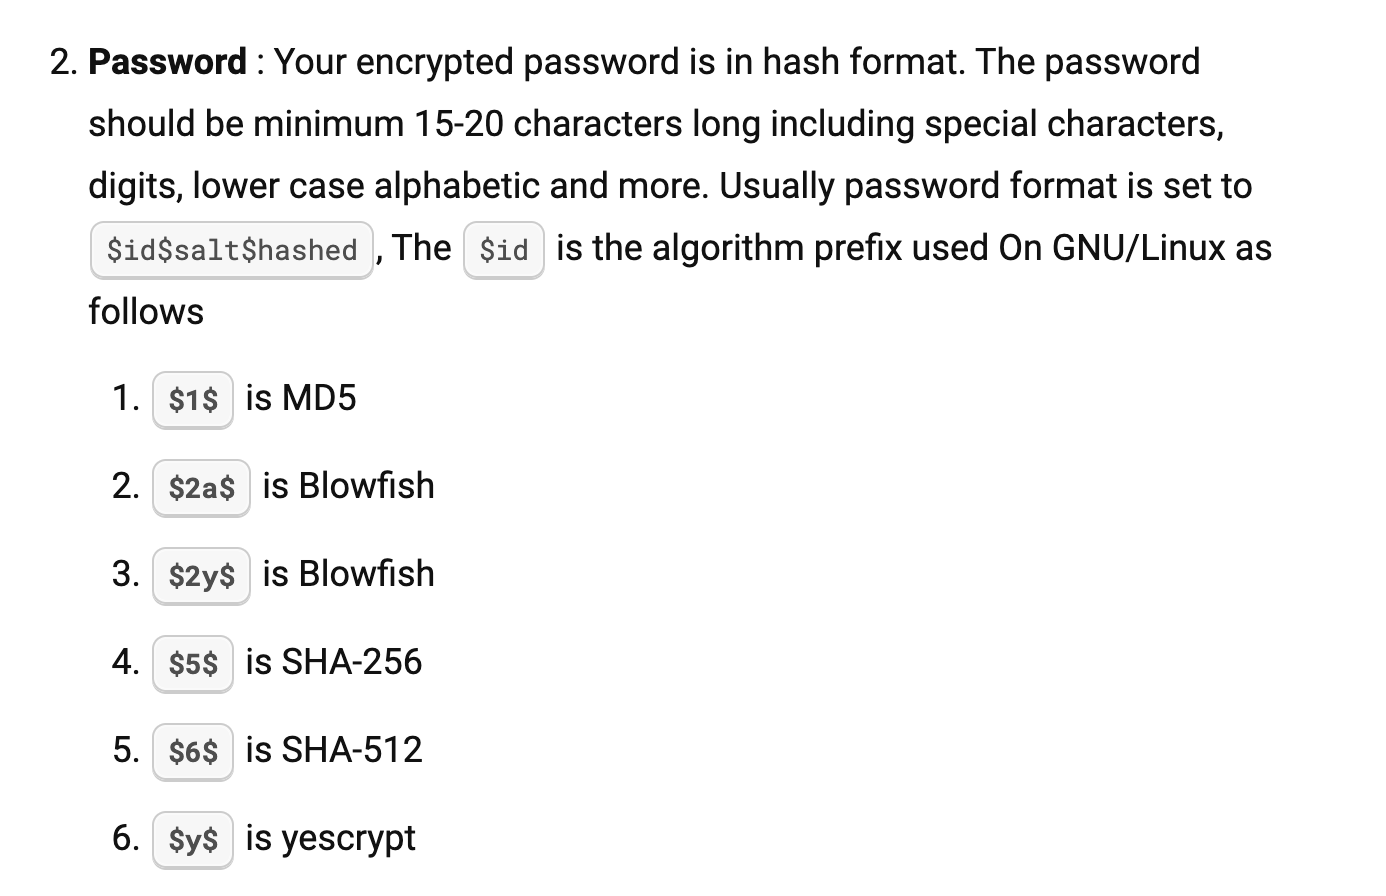 2. Password : Your encrypted password is in hash format. The password
should be minimum 15-20 characters long including special characters,
digits, lower case alphabetic and more. Usually password format is set to
$id$salt$hashed, The $id is the algorithm prefix used On GNU/Linux as
follows
1. $1$ is MD5
2. $2a$ is Blowfish
3. $2y$ is Blowfish
4. $5$ is SHA-256
5. $6$ is SHA-512
6. $y$ is yescrypt